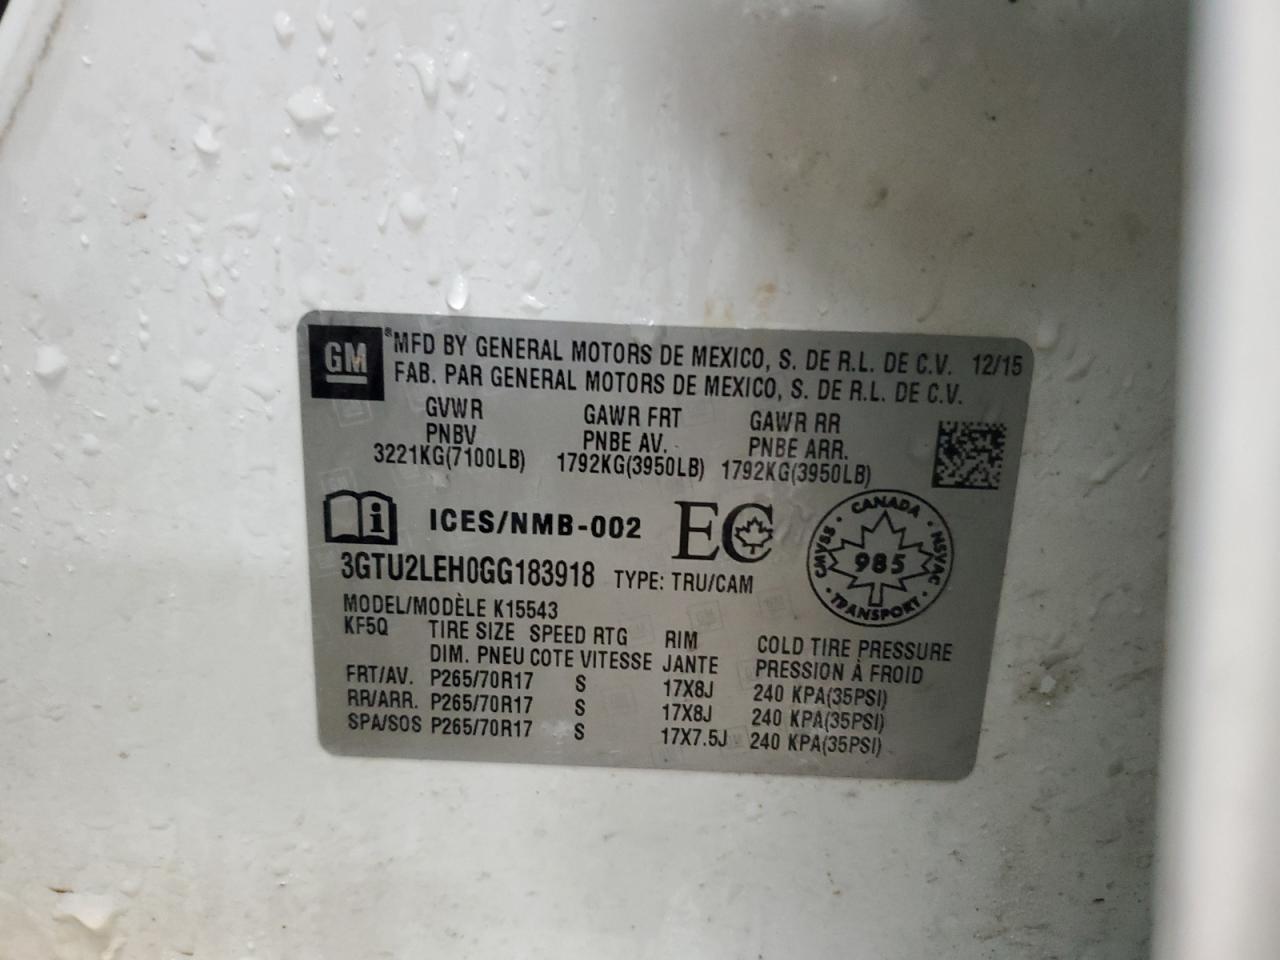 GM
®MFD BY GENERAL MOTORS DE MEXICO, S. DE R.L. DE C.V. 12/15
FAB. PAR GENERAL MOTORS DE MEXICO, S. DE R.L. DE C.V.
GVWR GAWR FRT GAWR RR
PNBV PNBE AV. PNBE ARR.
3221KG(7100LB) 1792KG(3950LB) 1792KG(3950LB)
i ICES/NMB-002 EC
CANADA
CMVSS · 985 · NSVAC
TRANSPORT
3GTU2LEH0GG183918 TYPE: TRU/CAM
MODEL/MODÈLE K15543
KF5Q TIRE SIZE SPEED RTG RIM COLD TIRE PRESSURE
DIM. PNEU COTE VITESSE JANTE PRESSION À FROID
FRT/AV. P265/70R17 S 17X8J 240 KPA(35PSI)
RR/ARR. P265/70R17 S 17X8J 240 KPA(35PSI)
SPA/SOS P265/70R17 S 17X7.5J 240 KPA(35PSI)